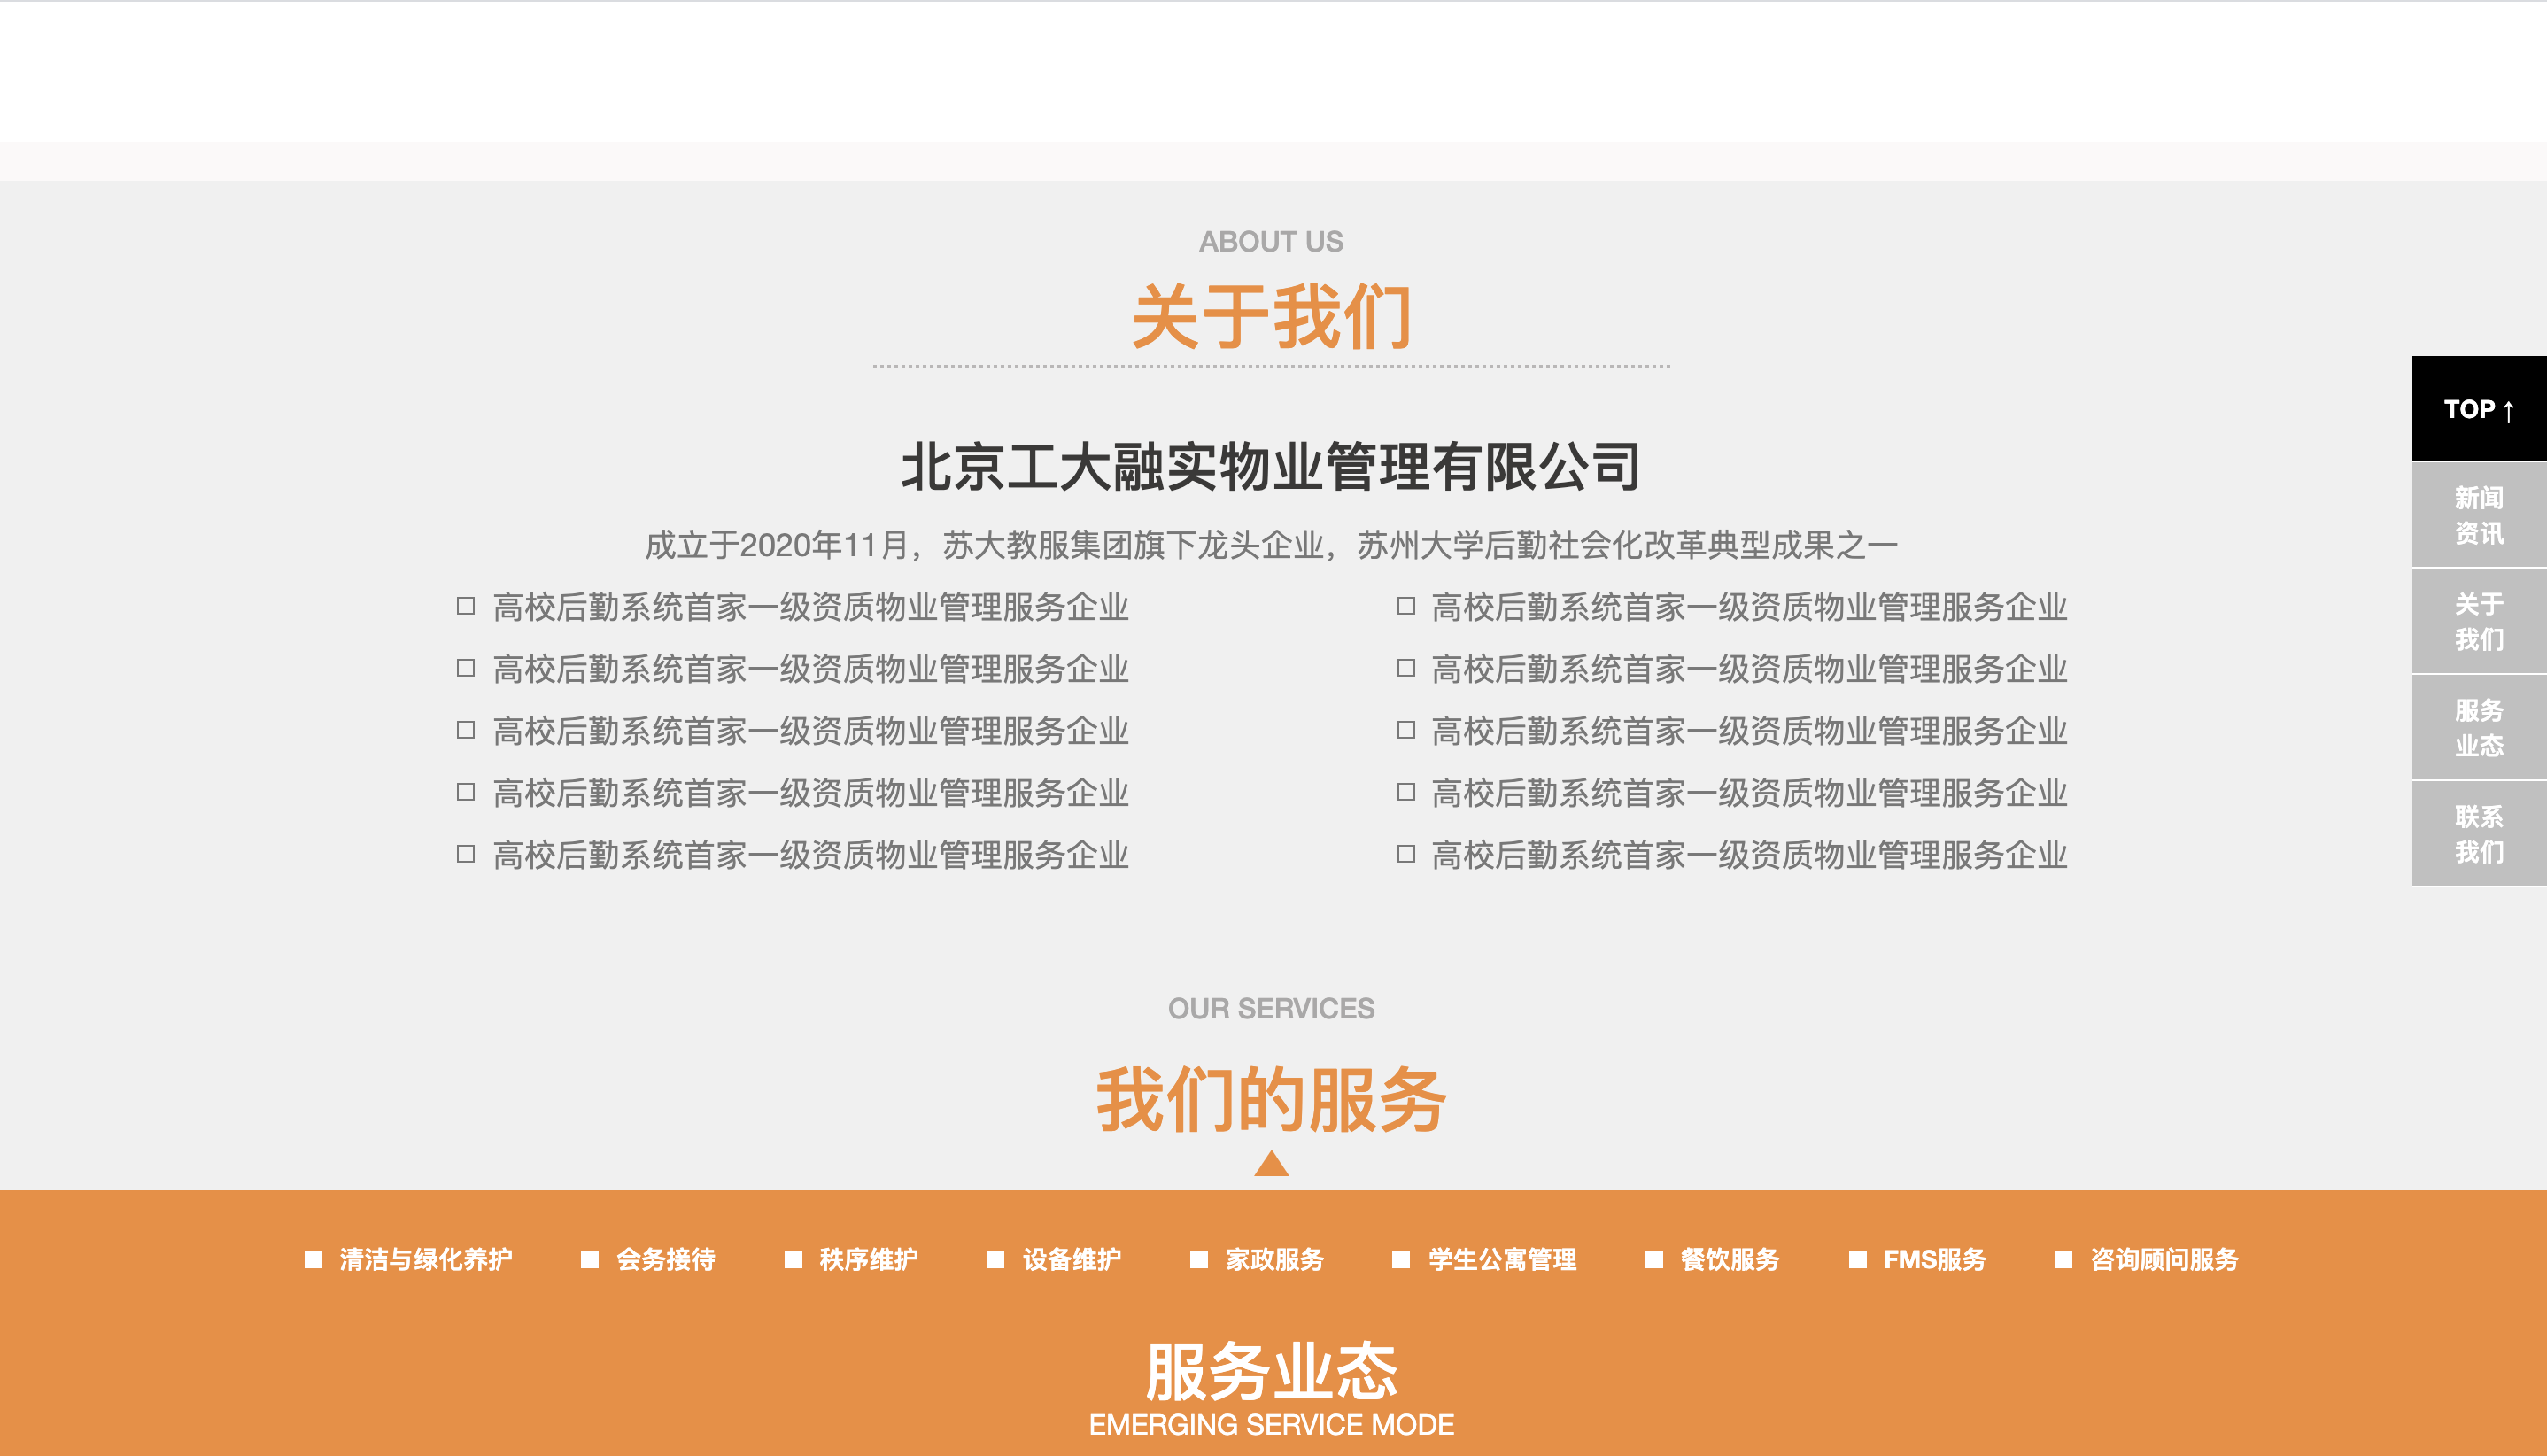 ABOUT US
关于我们
北京工大融实物业管理有限公司
成立于2020年11月，苏大教服集团旗下龙头企业，苏州大学后勤社会化改革典型成果之一
高校后勤系统首家一级资质物业管理服务企业 高校后勤系统首家一级资质物业管理服务企业
高校后勤系统首家一级资质物业管理服务企业 高校后勤系统首家一级资质物业管理服务企业
高校后勤系统首家一级资质物业管理服务企业 高校后勤系统首家一级资质物业管理服务企业
高校后勤系统首家一级资质物业管理服务企业 高校后勤系统首家一级资质物业管理服务企业
高校后勤系统首家一级资质物业管理服务企业 高校后勤系统首家一级资质物业管理服务企业
TOP ↑
新闻
资讯
关于
我们
服务
业态
联系
我们
OUR SERVICES
我们的服务
清洁与绿化养护 会务接待 秩序维护 设备维护 家政服务 学生公寓管理 餐饮服务 FMS服务 咨询顾问服务
服务业态
EMERGING SERVICE MODE